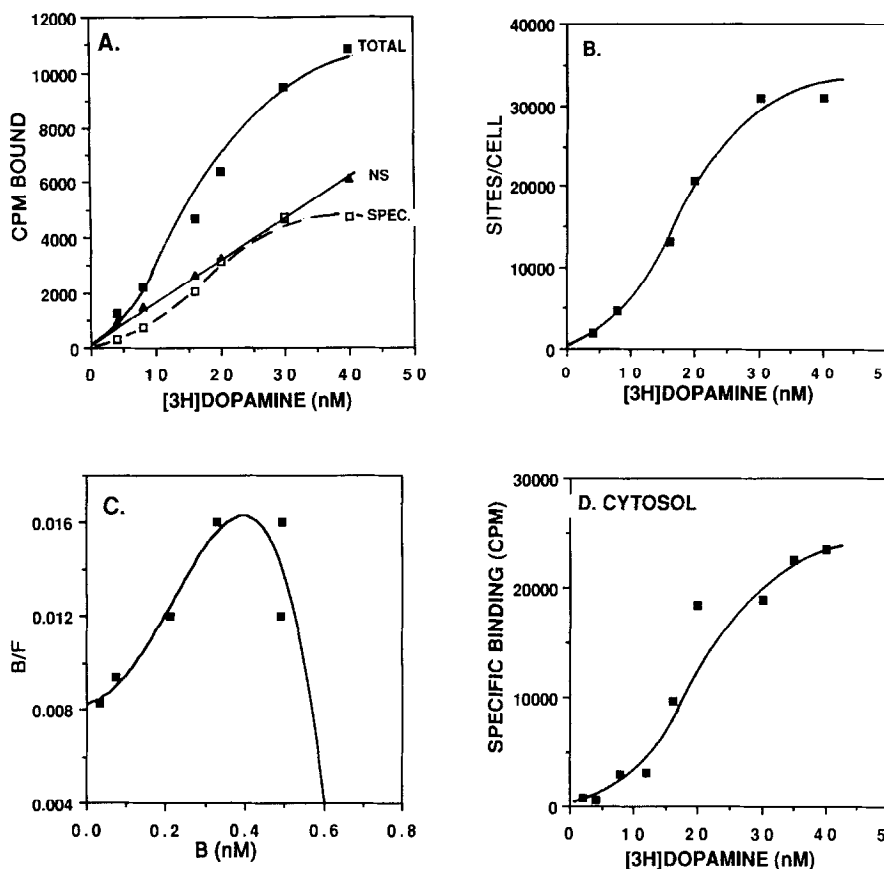 A.
12000
10000
8000
6000
4000
2000
0
CPM BOUND
TOTAL
NS
SPEC.
0 10 20 30 40 50
[3H]DOPAMINE (nM)
B.
40000
30000
20000
10000
0
SITES/CELL
0 10 20 30 40 5
[3H]DOPAMINE (nM)
C.
0.016
0.012
0.008
0.004
B/F
0.0 0.2 0.4 0.6 0.8
B (nM)
D. CYTOSOL
30000
20000
10000
0
SPECIFIC BINDING (CPM)
0 10 20 30 40 5
[3H]DOPAMINE (nM)